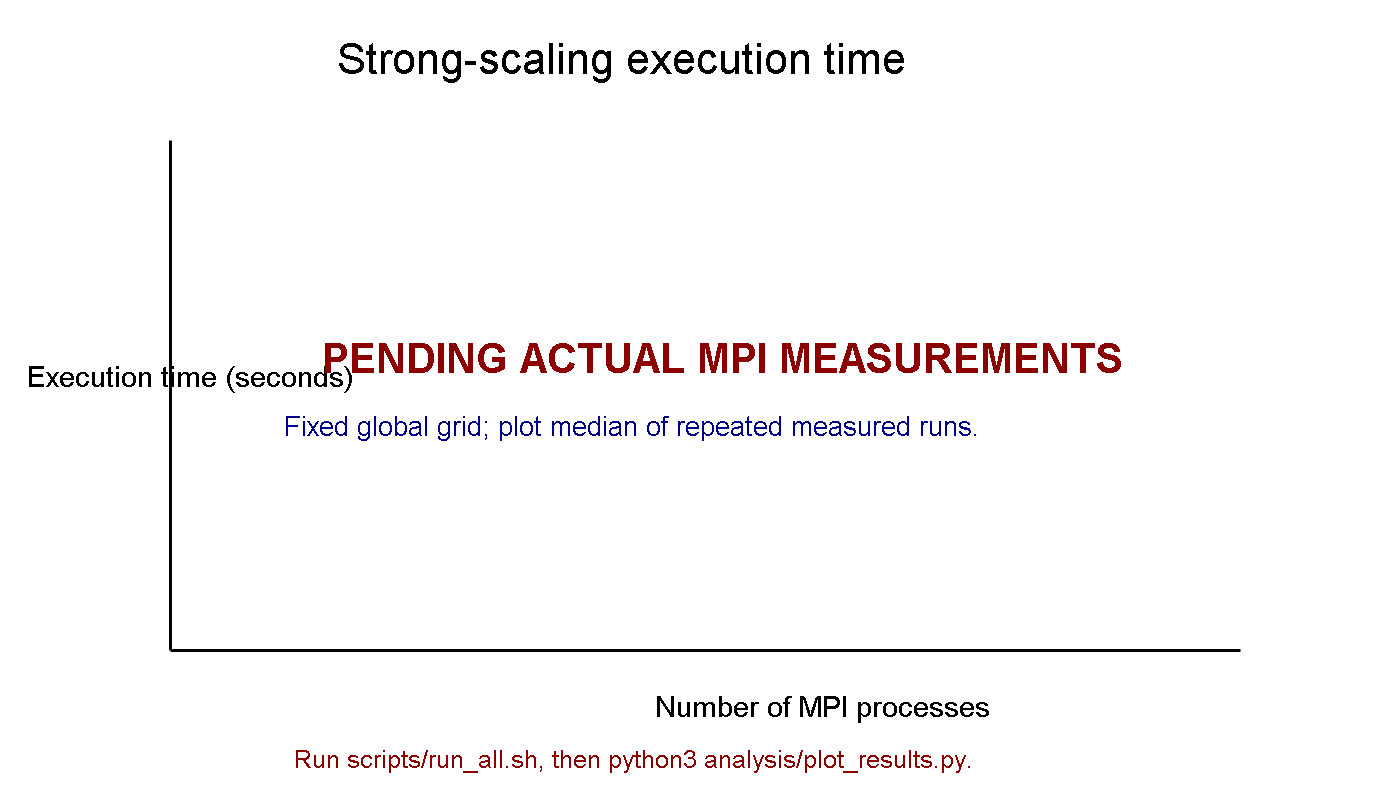 Strong-scaling execution time
PENDING ACTUAL MPI MEASUREMENTS
Execution time (seconds)
Fixed global grid; plot median of repeated measured runs.
Number of MPI processes
Run scripts/run_all.sh, then python3 analysis/plot_results.py.